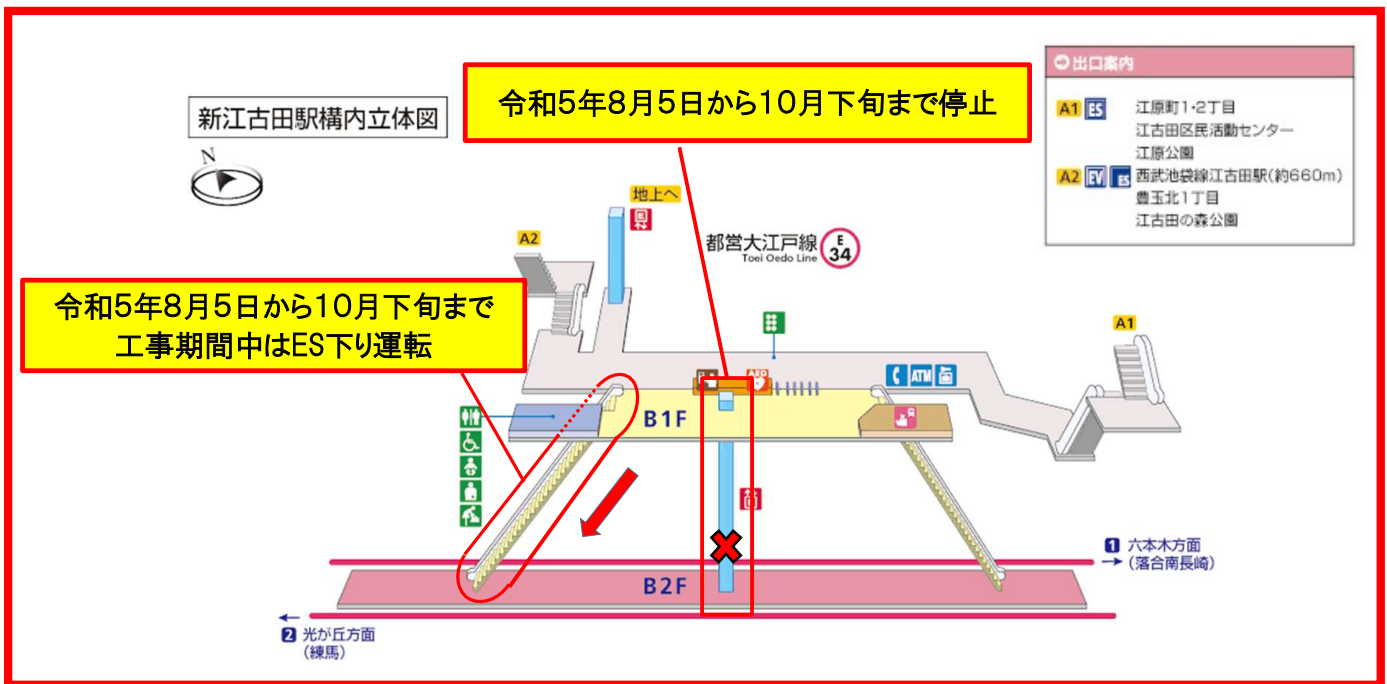 新江古田駅構内立体図
N
令和5年8月5日から10月下旬まで停止
出口案内
A1 ES 江原町1・2丁目
江古田区民活動センター
江原公園
A2 EV ES 西武池袋線江古田駅(約660m)
豊玉北1丁目
江古田の森公園
地上へ
A2
都営大江戸線
Toei Oedo Line
E
34
令和5年8月5日から10月下旬まで
工事期間中はES下り運転
A1
AED
ATM
B1F
1 六本木方面
→ (落合南長崎)
B2F
←
2 光が丘方面
(練馬)